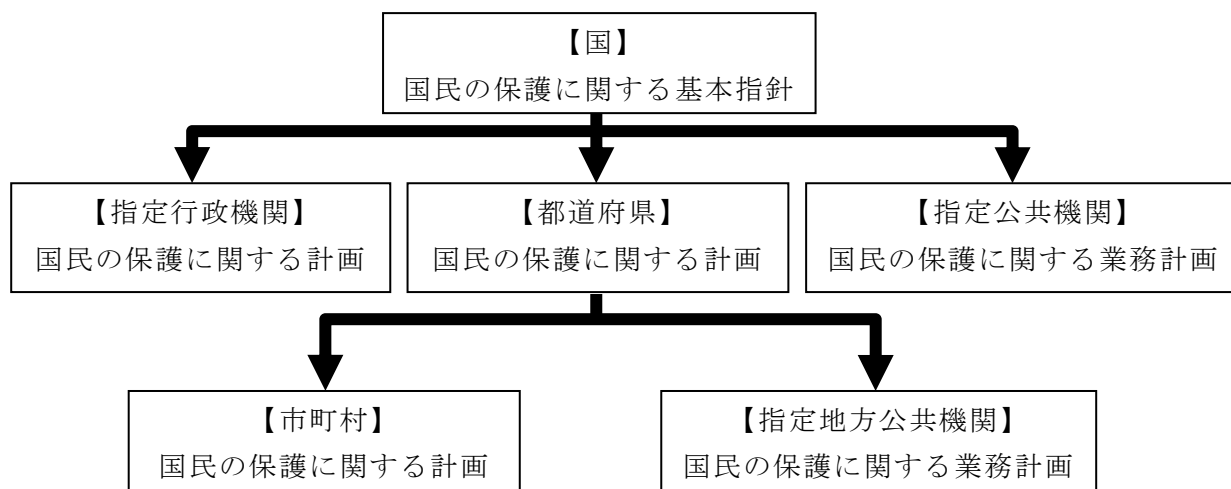 【国】
国民の保護に関する基本指針
【指定行政機関】
国民の保護に関する計画
【都道府県】
国民の保護に関する計画
【指定公共機関】
国民の保護に関する業務計画
【市町村】
国民の保護に関する計画
【指定地方公共機関】
国民の保護に関する業務計画